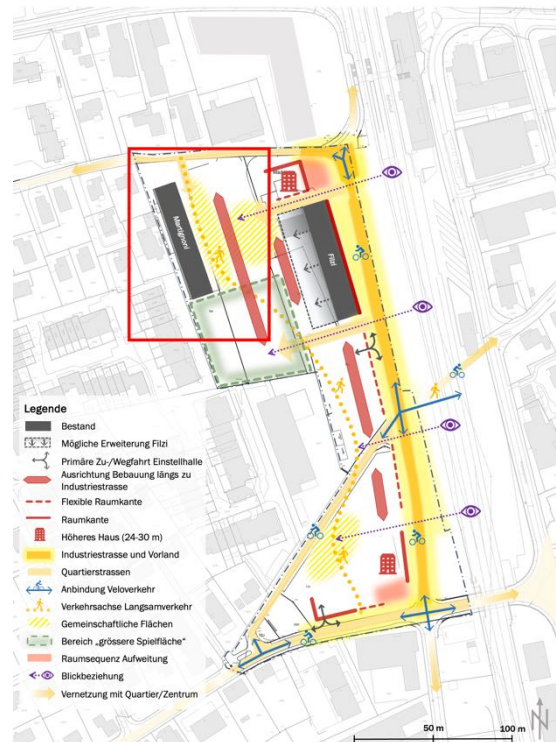 Martignoni
Filzi
Legende
Bestand
Mögliche Erweiterung Filzi
Primäre Zu-/Wegfahrt Einstellhalle
Ausrichtung Bebauung längs zu
Industriestrasse
Flexible Raumkante
Raumkante
Höheres Haus (24-30 m)
Industriestrasse und Vorland
Quartierstrassen
Anbindung Veloverkehr
Verkehrsachse Langsamverkehr
Gemeinschaftliche Flächen
Bereich „grössere Spielfläche“
Raumsequenz Aufweitung
Blickbeziehung
Vernetzung mit Quartier/Zentrum
50 m
100 m
N